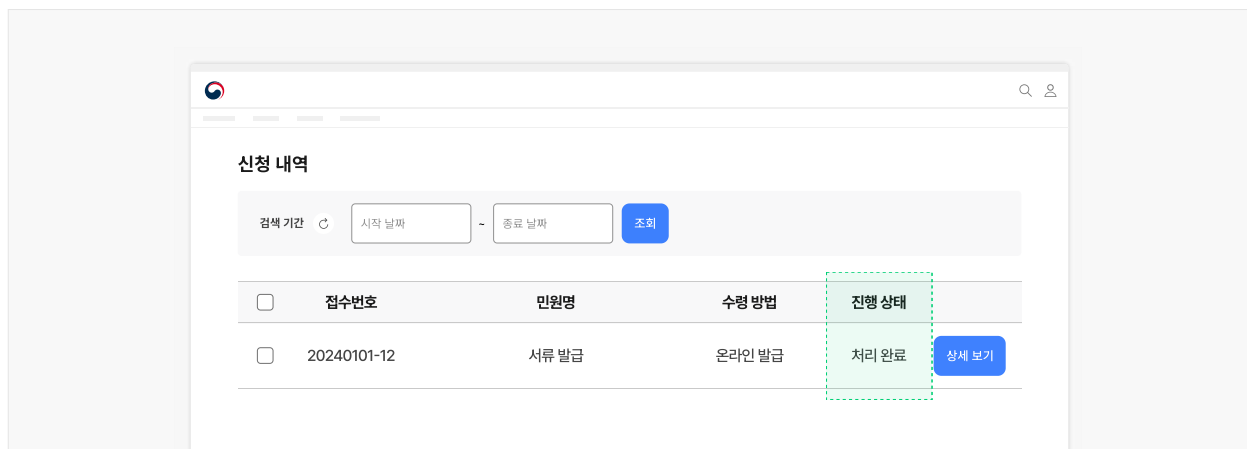 신청 내역
검색 기간 시작 날짜 ~ 종료 날짜 조회
접수번호 민원명 수령 방법 진행 상태
20240101-12 서류 발급 온라인 발급 처리 완료 상세 보기